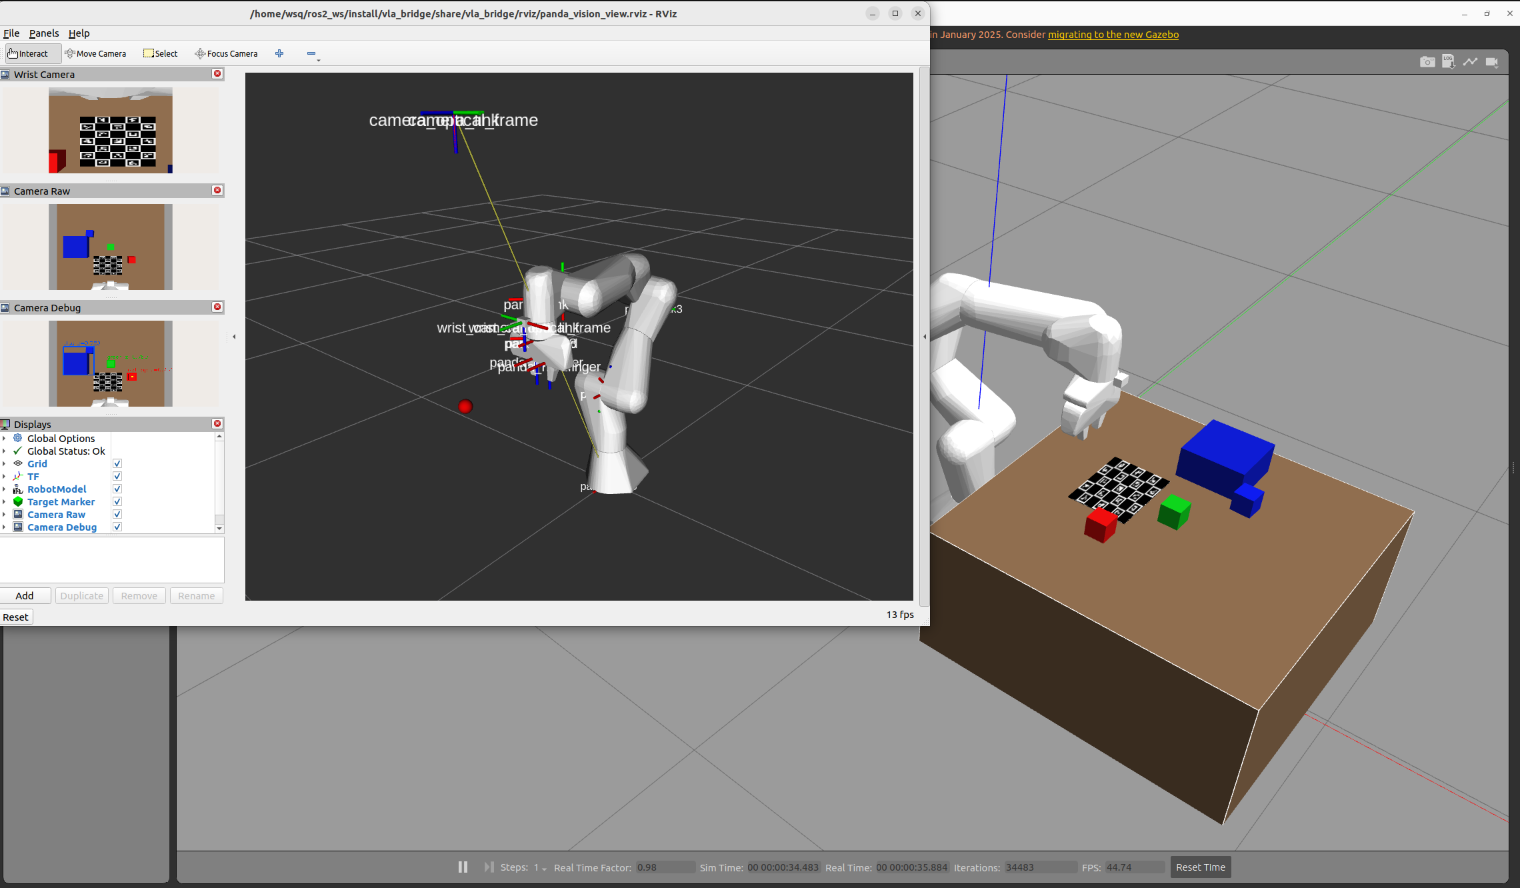 /home/wsq/ros2_ws/install/vla_bridge/share/vla_bridge/rviz/panda_vision_view.rviz - RViz
File Panels Help
Interact Move Camera Select Focus Camera
in January 2025. Consider migrating to the new Gazebo
Wrist Camera
Camera Raw
Camera Debug
Displays
Global Options
Global Status: Ok
Grid
TF
RobotModel
Target Marker
Camera Raw
Camera Debug
Add Duplicate Remove Rename
Reset
13 fps
Steps: 1 Real Time Factor: 0.98 Sim Time: 00 00:00:34.483 Real Time: 00 00:00:35.884 Iterations: 34483 FPS: 44.74 Reset Time